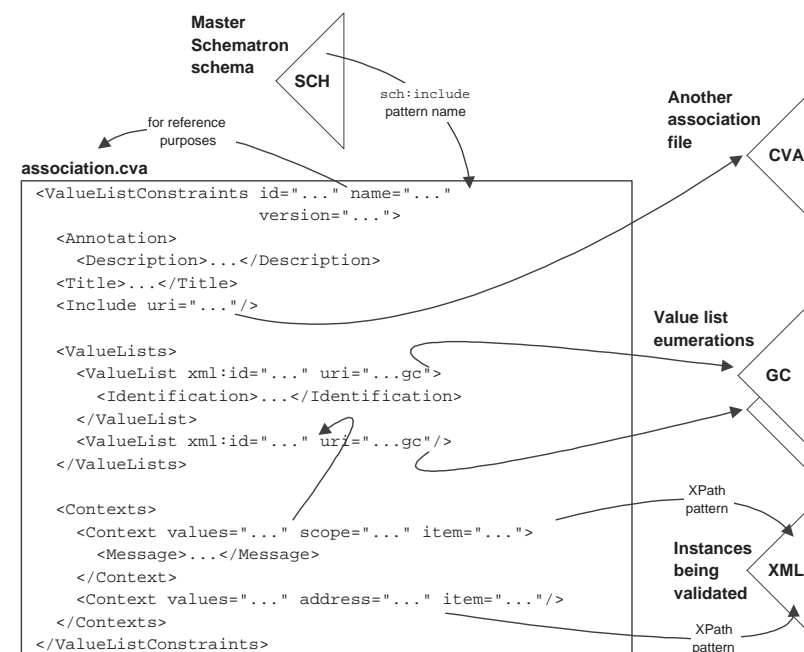 Master
Schematron
schema
SCH
sch:include
pattern name
for reference
purposes
Another
association
file
CVA
association.cva
<ValueListConstraints id="..." name="..."
version="...">
<Annotation>
<Description>...</Description>
<Title>...</Title>
<Include uri="..."/>
Value list
eumerations
GC
<ValueLists>
<ValueList xml:id="..." uri="...gc">
<Identification>...</Identification>
</ValueList>
<ValueList xml:id="..." uri="...gc"/>
</ValueLists>
XPath
pattern
<Contexts>
<Context values="..." scope="..." item="...">
<Message>...</Message>
</Context>
<Context values="..." address="..." item="..."/>
</Contexts>
</ValueListConstraints>
Instances
being
validated
XML
XPath
pattern